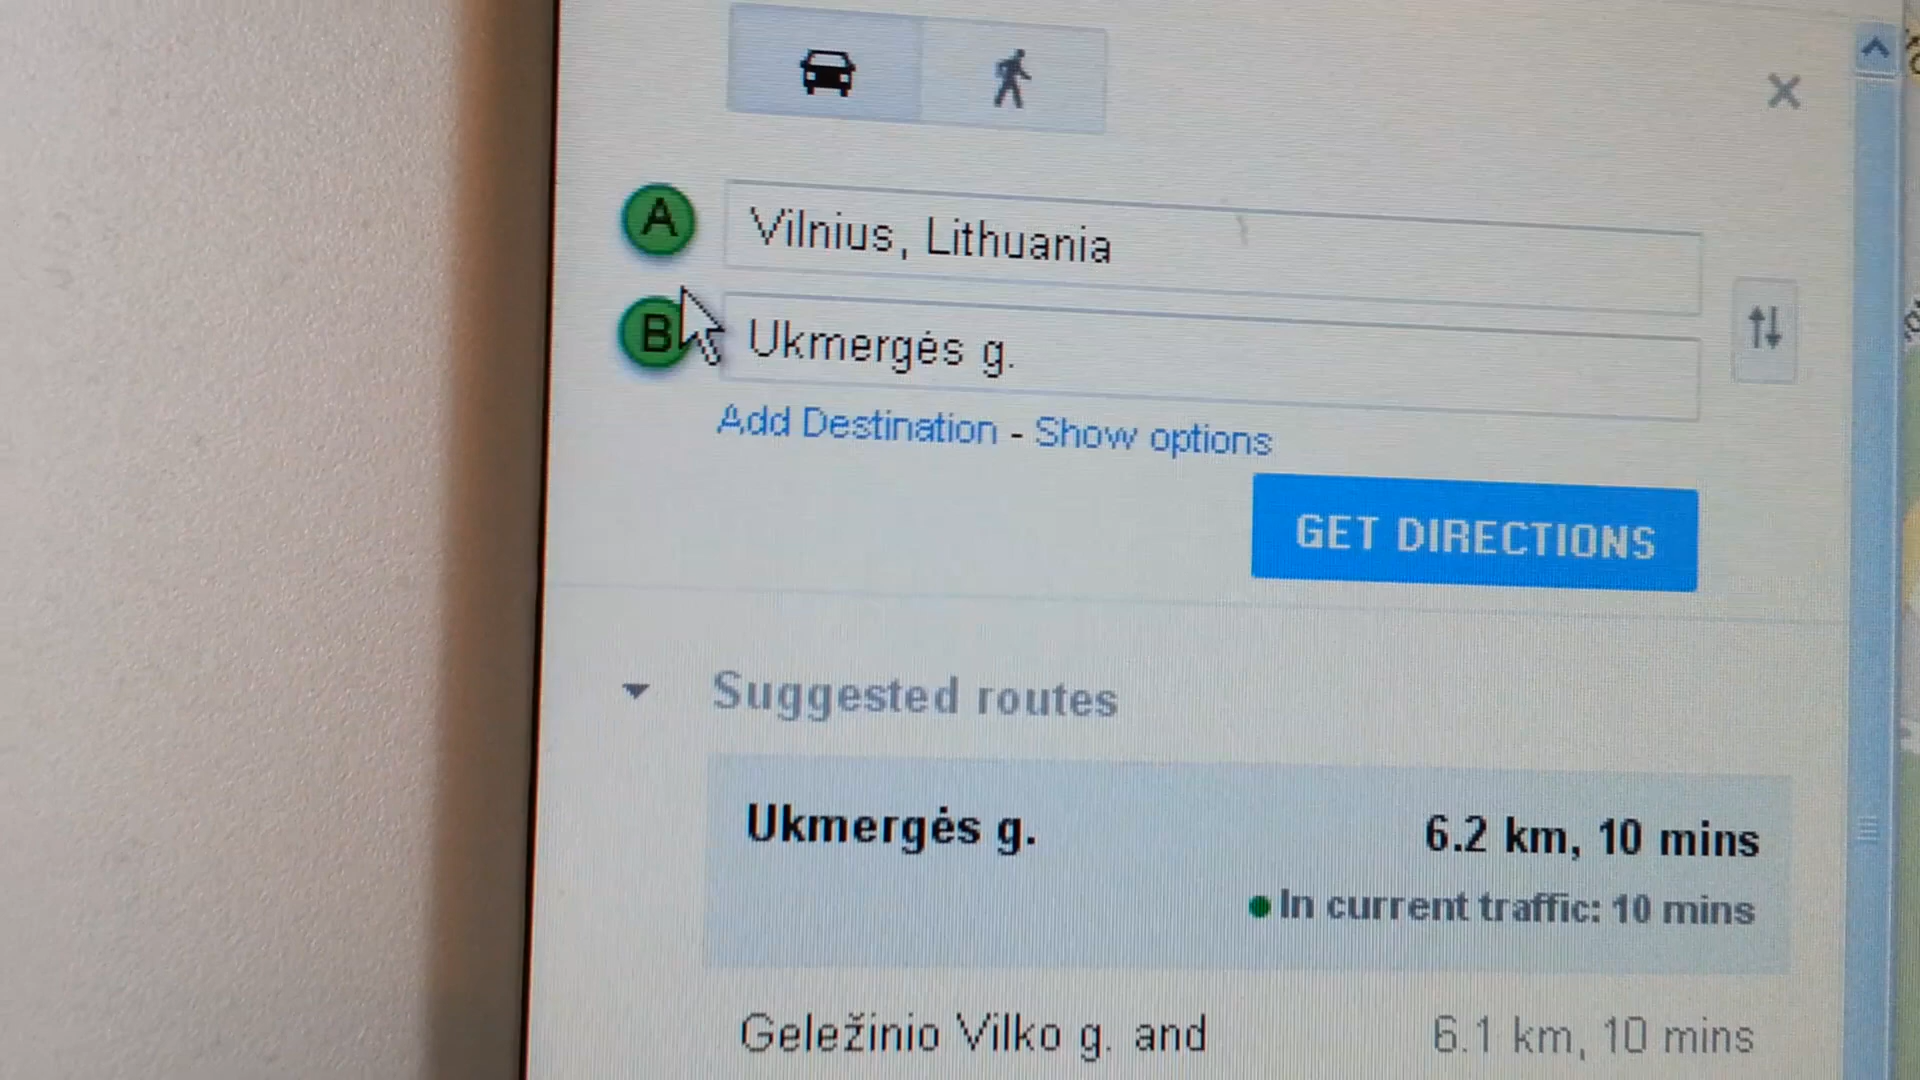 A Vilnius, Lithuania
B Ukmergės g.
Add Destination - Show options
GET DIRECTIONS
Suggested routes
Ukmergės g. 6.2 km, 10 mins
In current traffic: 10 mins
Geležinio Vilko g. and 6.1 km, 10 mins